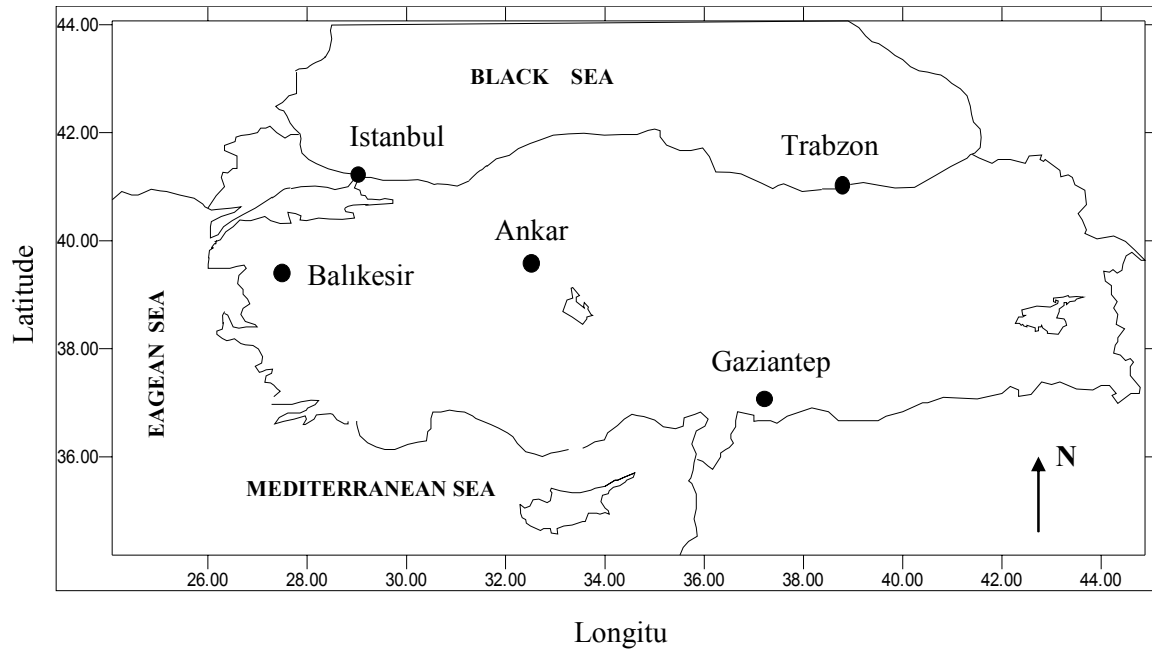 44.00
BLACK SEA
42.00
Istanbul
Trabzon
40.00
Ankar
Balıkesir
Latitude
EAGEAN SEA
38.00
Gaziantep
36.00
N
MEDITERRANEAN SEA
26.00 28.00 30.00 32.00 34.00 36.00 38.00 40.00 42.00 44.00
Longitu